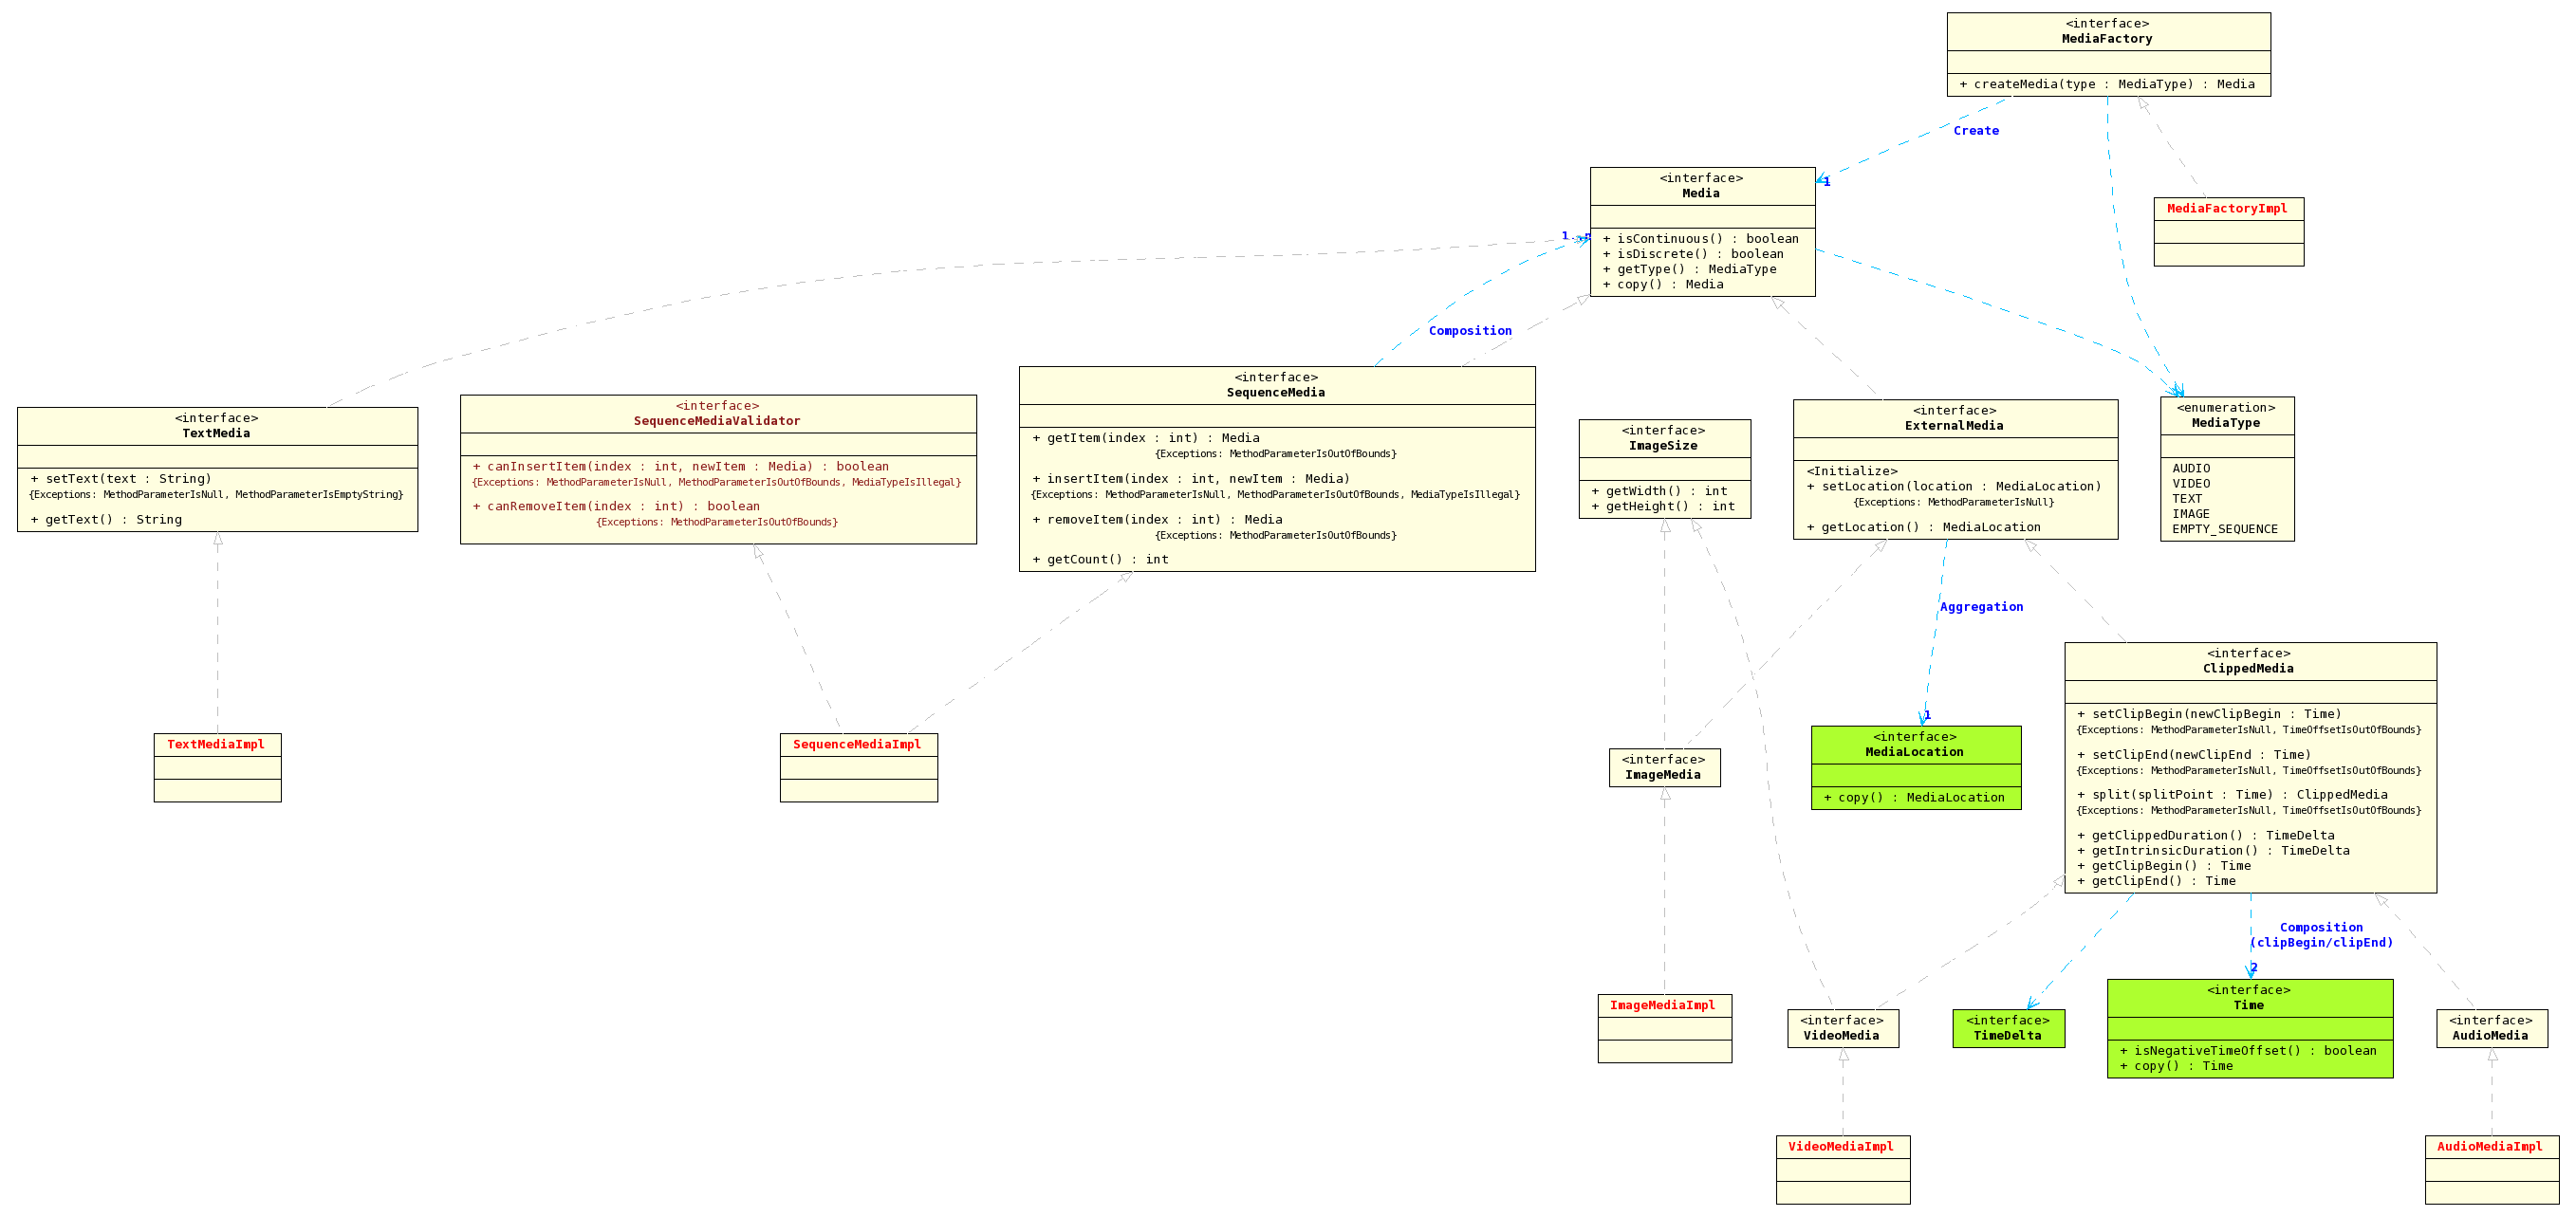 <interface>
MediaFactory
+ createMedia(type : MediaType) : Media
Create
1
<interface>
Media
+ isContinuous() : boolean
+ isDiscrete() : boolean
+ getType() : MediaType
+ copy() : Media
MediaFactoryImpl
1..n
Composition
<interface>
TextMedia
+ setText(text : String)
{Exceptions: MethodParameterIsNull, MethodParameterIsEmptyString}
+ getText() : String
<interface>
SequenceMediaValidator
+ canInsertItem(index : int, newItem : Media) : boolean
{Exceptions: MethodParameterIsNull, MethodParameterIsOutOfBounds, MediaTypeIsIllegal}
+ canRemoveItem(index : int) : boolean
{Exceptions: MethodParameterIsOutOfBounds}
<interface>
SequenceMedia
+ getItem(index : int) : Media
{Exceptions: MethodParameterIsOutOfBounds}
+ insertItem(index : int, newItem : Media)
{Exceptions: MethodParameterIsNull, MethodParameterIsOutOfBounds, MediaTypeIsIllegal}
+ removeItem(index : int) : Media
{Exceptions: MethodParameterIsOutOfBounds}
+ getCount() : int
<interface>
ImageSize
+ getWidth() : int
+ getHeight() : int
<interface>
ExternalMedia
<Initialize>
+ setLocation(location : MediaLocation)
{Exceptions: MethodParameterIsNull}
+ getLocation() : MediaLocation
<enumeration>
MediaType
AUDIO
VIDEO
TEXT
IMAGE
EMPTY_SEQUENCE
Aggregation
1
TextMediaImpl
SequenceMediaImpl
<interface>
ImageMedia
<interface>
MediaLocation
+ copy() : MediaLocation
<interface>
ClippedMedia
+ setClipBegin(newClipBegin : Time)
{Exceptions: MethodParameterIsNull, TimeOffsetIsOutOfBounds}
+ setClipEnd(newClipEnd : Time)
{Exceptions: MethodParameterIsNull, TimeOffsetIsOutOfBounds}
+ split(splitPoint : Time) : ClippedMedia
{Exceptions: MethodParameterIsNull, TimeOffsetIsOutOfBounds}
+ getClippedDuration() : TimeDelta
+ getIntrinsicDuration() : TimeDelta
+ getClipBegin() : Time
+ getClipEnd() : Time
Composition
(clipBegin/clipEnd)
2
ImageMediaImpl
<interface>
VideoMedia
<interface>
TimeDelta
<interface>
Time
+ isNegativeTimeOffset() : boolean
+ copy() : Time
<interface>
AudioMedia
VideoMediaImpl
AudioMediaImpl